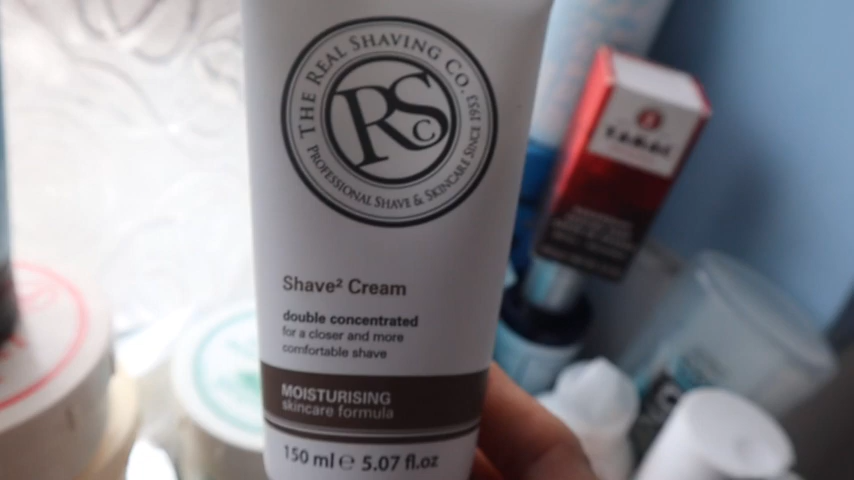 THE REAL SHAVING CO.
SINCE 1953
PROFESSIONAL SHAVE & SKINCARE
RSC
Shave² Cream
double concentrated
for a closer and more
comfortable shave
MOISTURISING
skincare formula
150 ml ℮ 5.07 fl.oz
TABAC